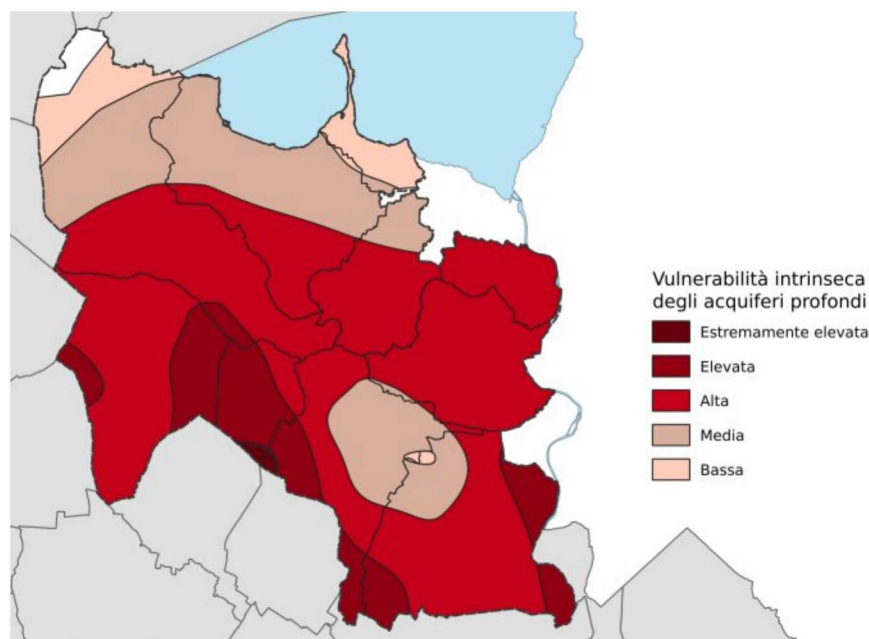 Vulnerabilità intrinseca
degli acquiferi profondi
Estremamente elevata
Elevata
Alta
Media
Bassa